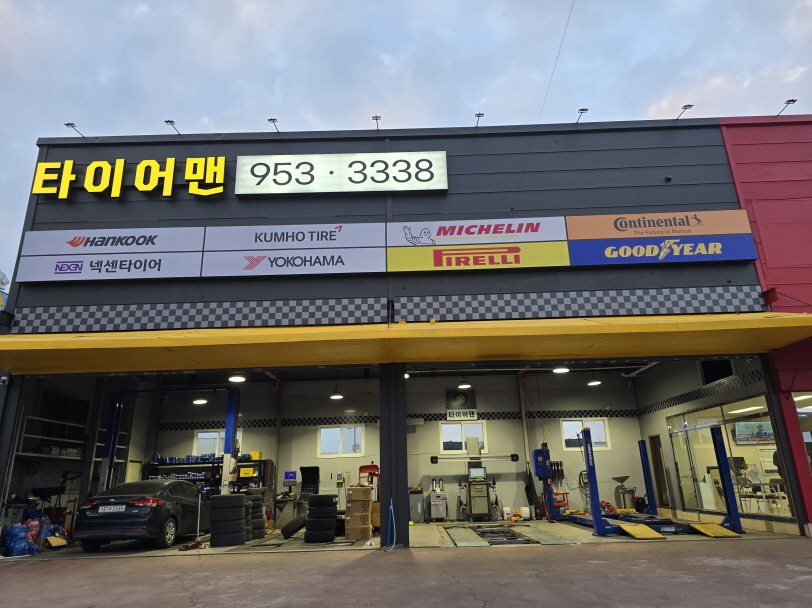 타이어맨 953·3338
HANKOOK KUMHO TIRE MICHELIN Continental
The Future in Motion
NEXEN 넥센타이어 YOKOHAMA PIRELLI GOODYEAR
타이어맨